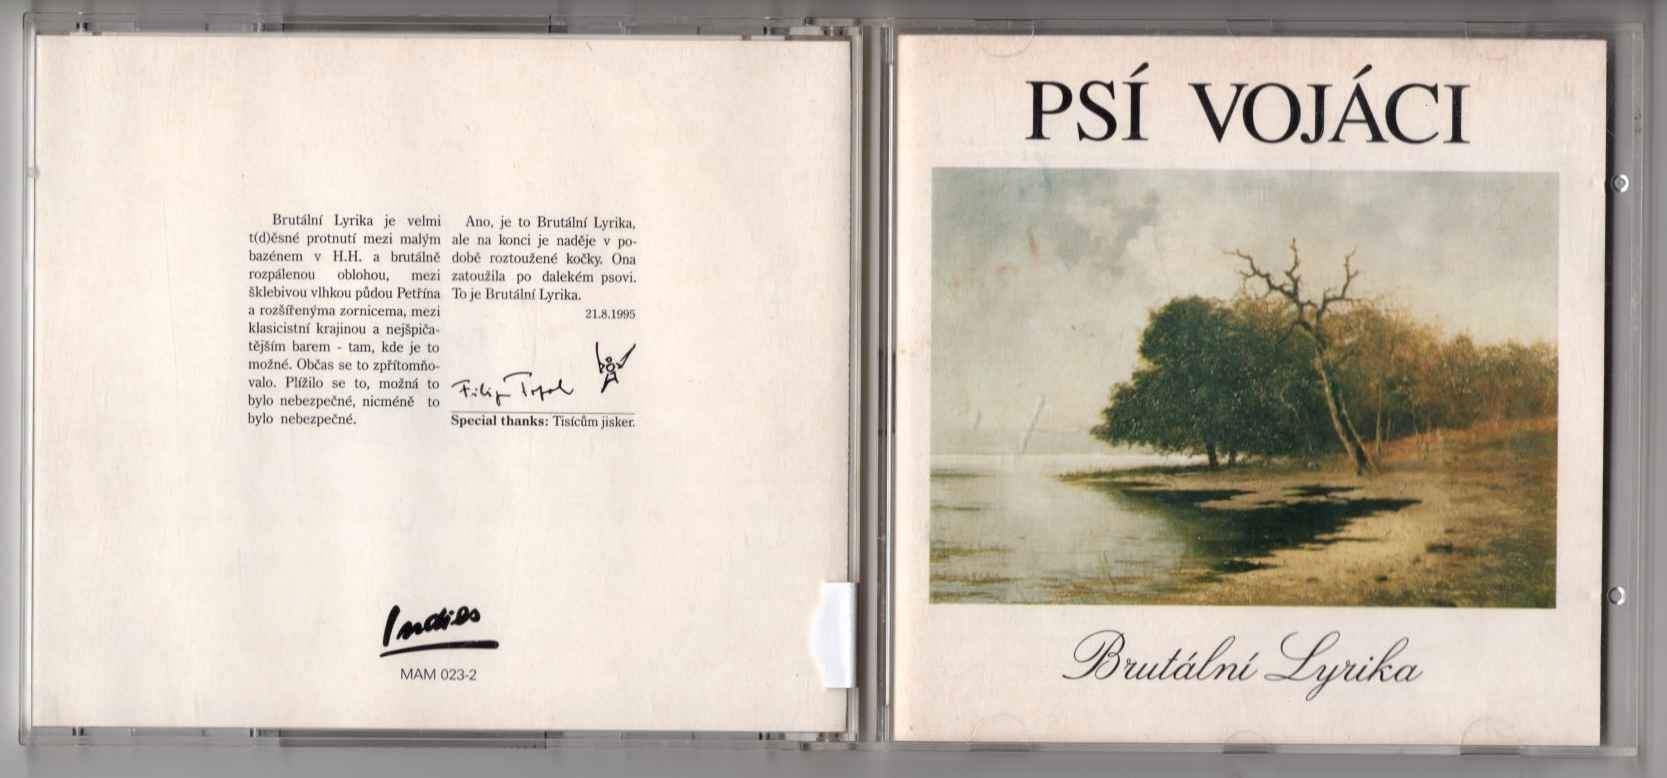 Brutální Lyrika je velmi
t(d)ěsné protnutí mezi malým
bazénem v H.H. a brutálně
rozpálenou oblohou, mezi
šklebivou vlhkou půdou Petřína
a rozšířenýma zornicema, mezi
klasicistní krajinou a nejšpiča-
tějším barem - tam, kde je to
možné. Občas se to zpřítomňo-
valo. Plížilo se to, možná to
bylo nebezpečné, nicméně to
bylo nebezpečné.
Ano, je to Brutální Lyrika,
ale na konci je naděje v po-
době roztoužené kočky. Ona
zatoužila po dalekém psovi.
To je Brutální Lyrika.
21.8.1995
Filip Topol
Special thanks: Tisícům jisker.
Indies
MAM 023-2
PSÍ VOJÁCI
Brutální Lyrika